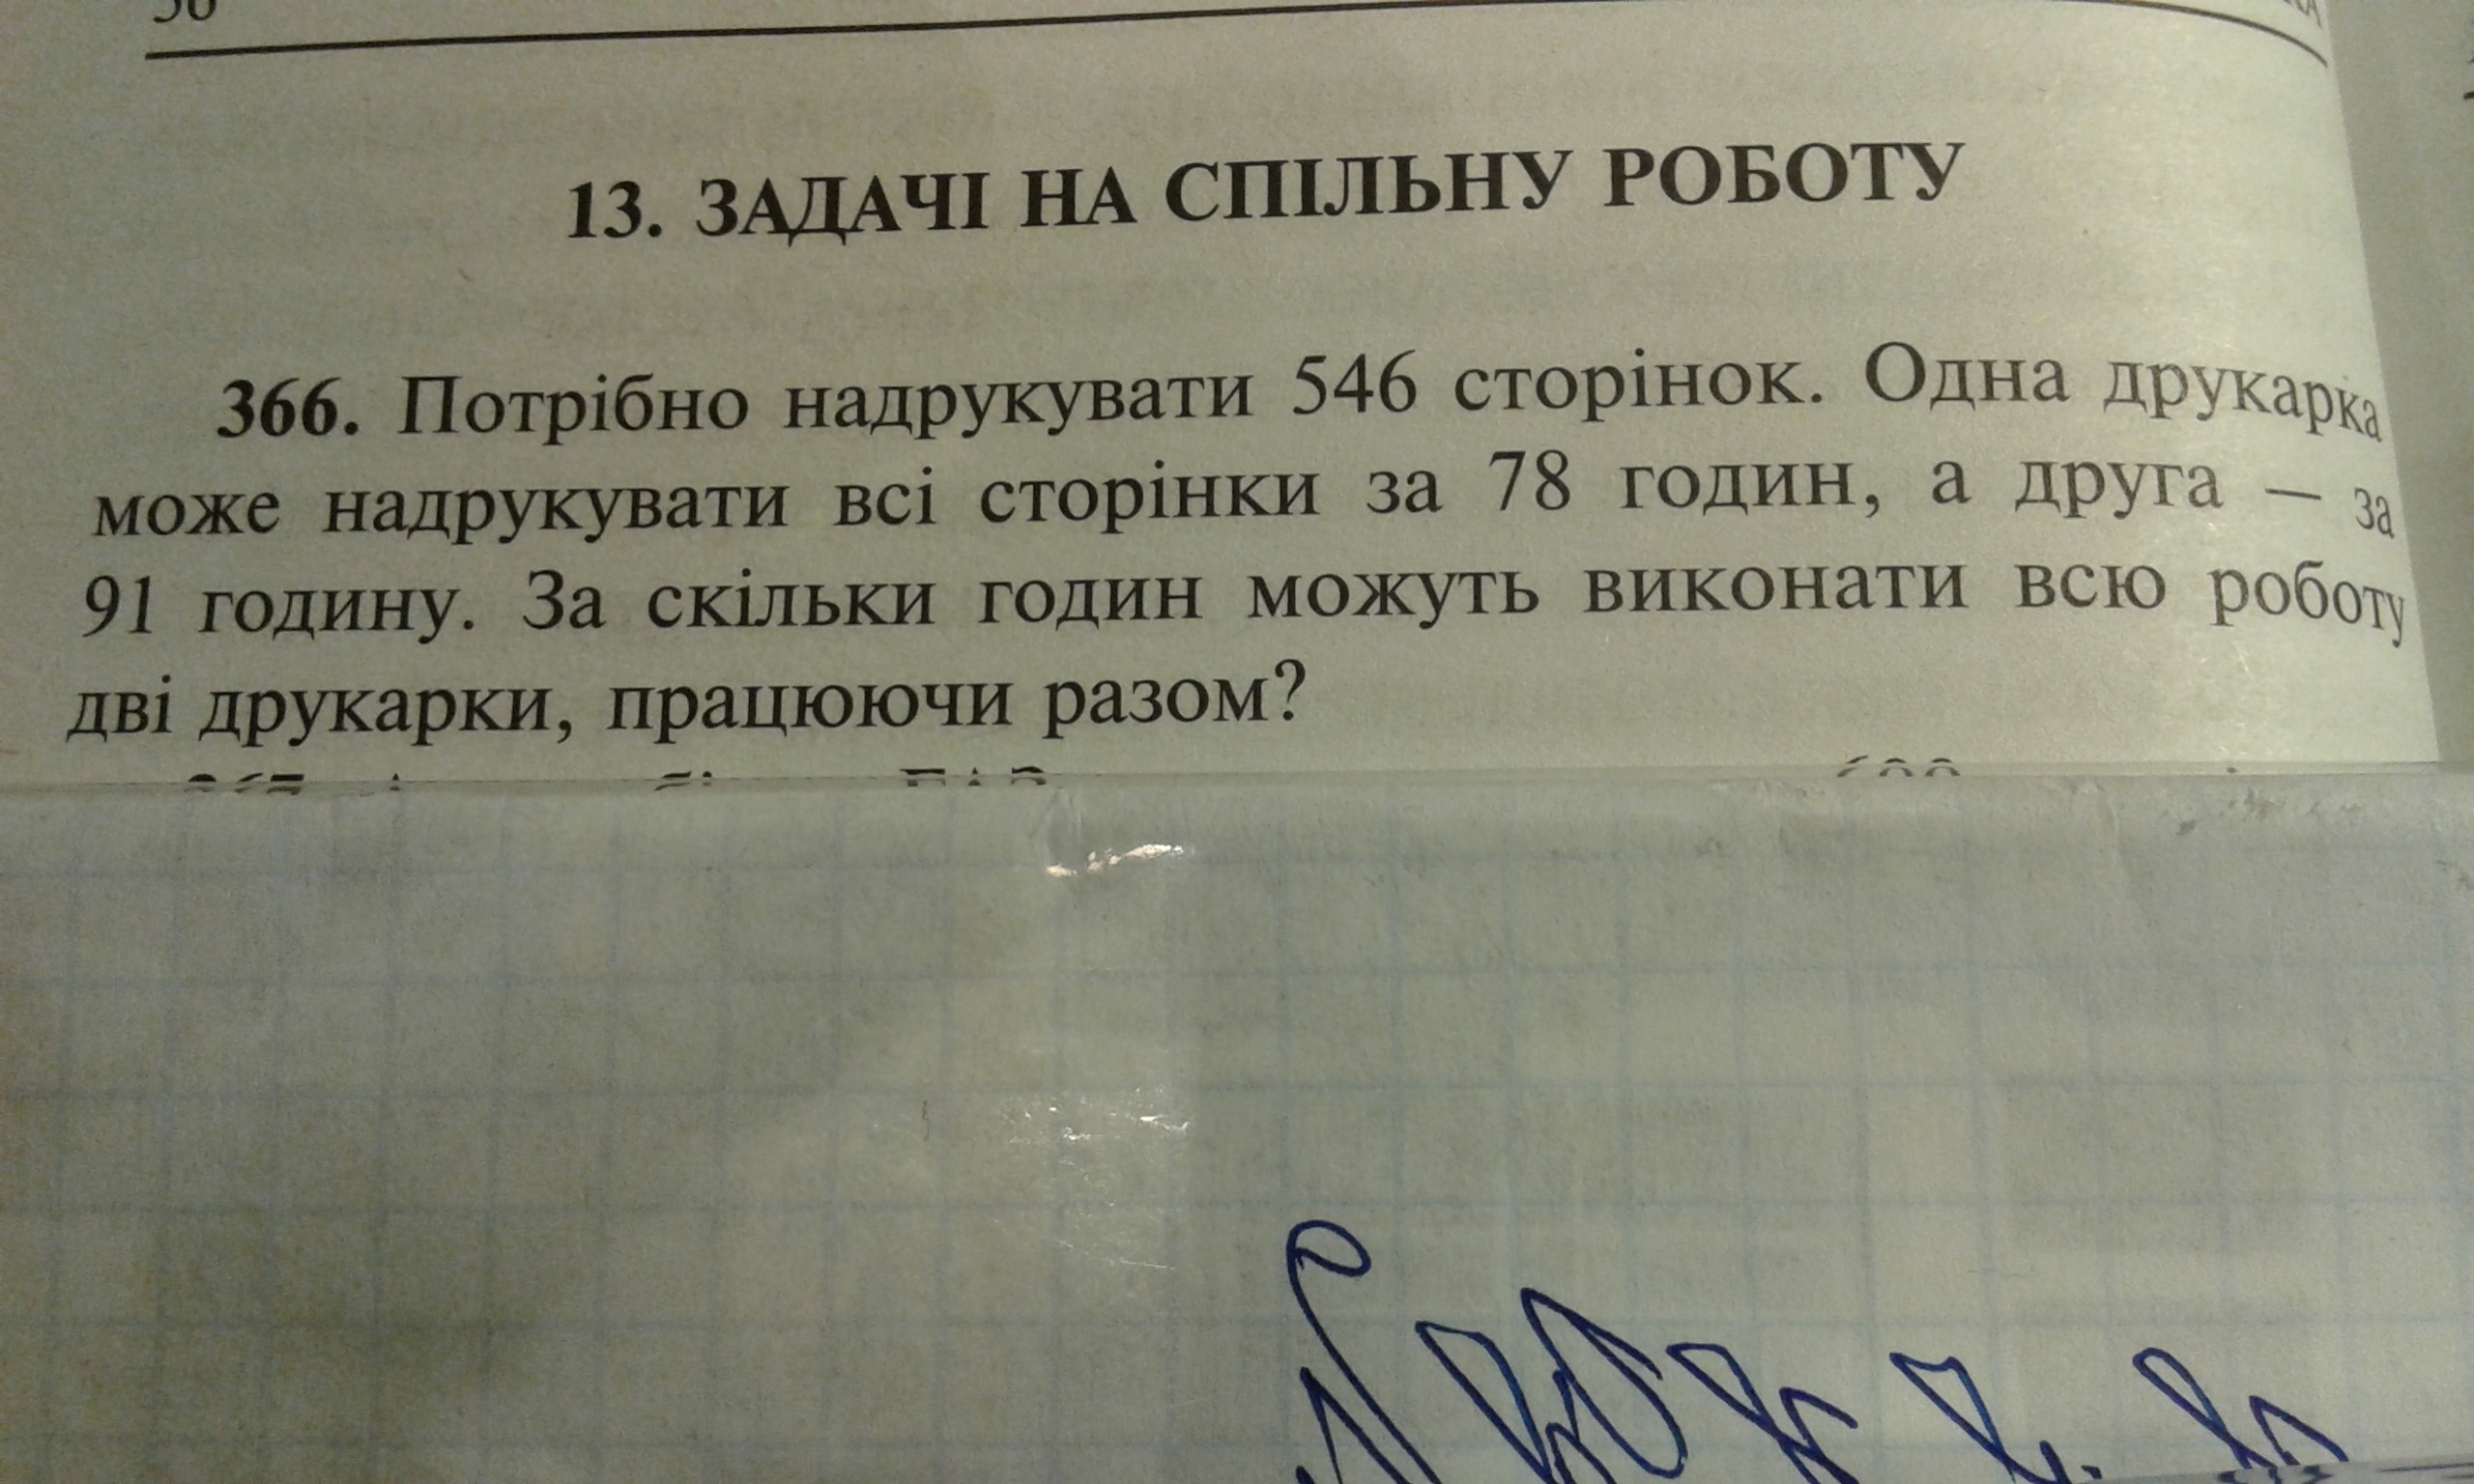 13. ЗАДАЧІ НА СПІЛЬНУ РОБОТУ
366. Потрібно надрукувати 546 сторінок. Одна друкарка
може надрукувати всі сторінки за 78 годин, а друга — за
91 годину. За скільки годин можуть виконати всю роботу
дві друкарки, працюючи разом?